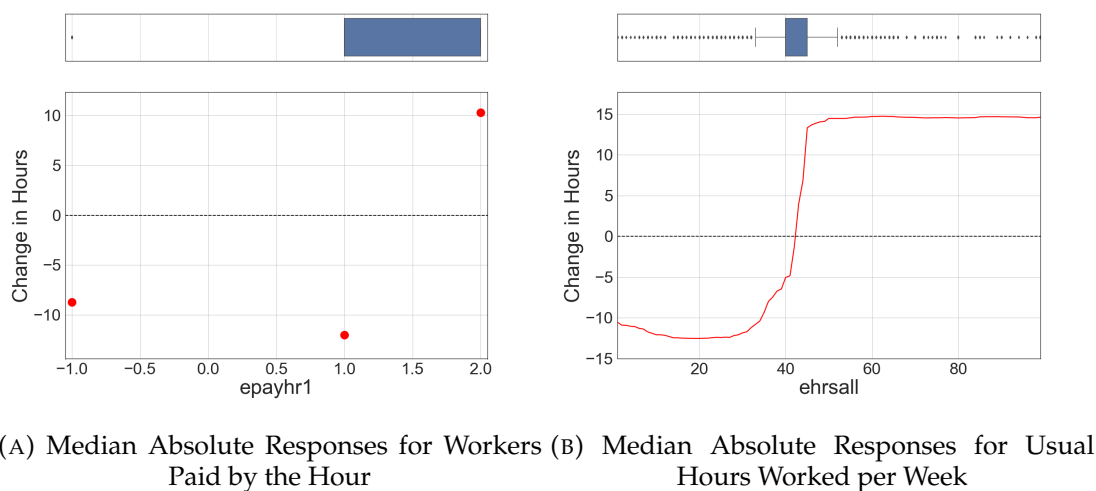 10
5
0
−5
−10
Change in Hours
−1.0 −0.5 0.0 0.5 1.0 1.5 2.0
epayhr1
15
10
5
0
−5
−10
−15
Change in Hours
20 40 60 80
ehrsall
(A) Median Absolute Responses for Workers
Paid by the Hour
(B) Median Absolute Responses for Usual
Hours Worked per Week